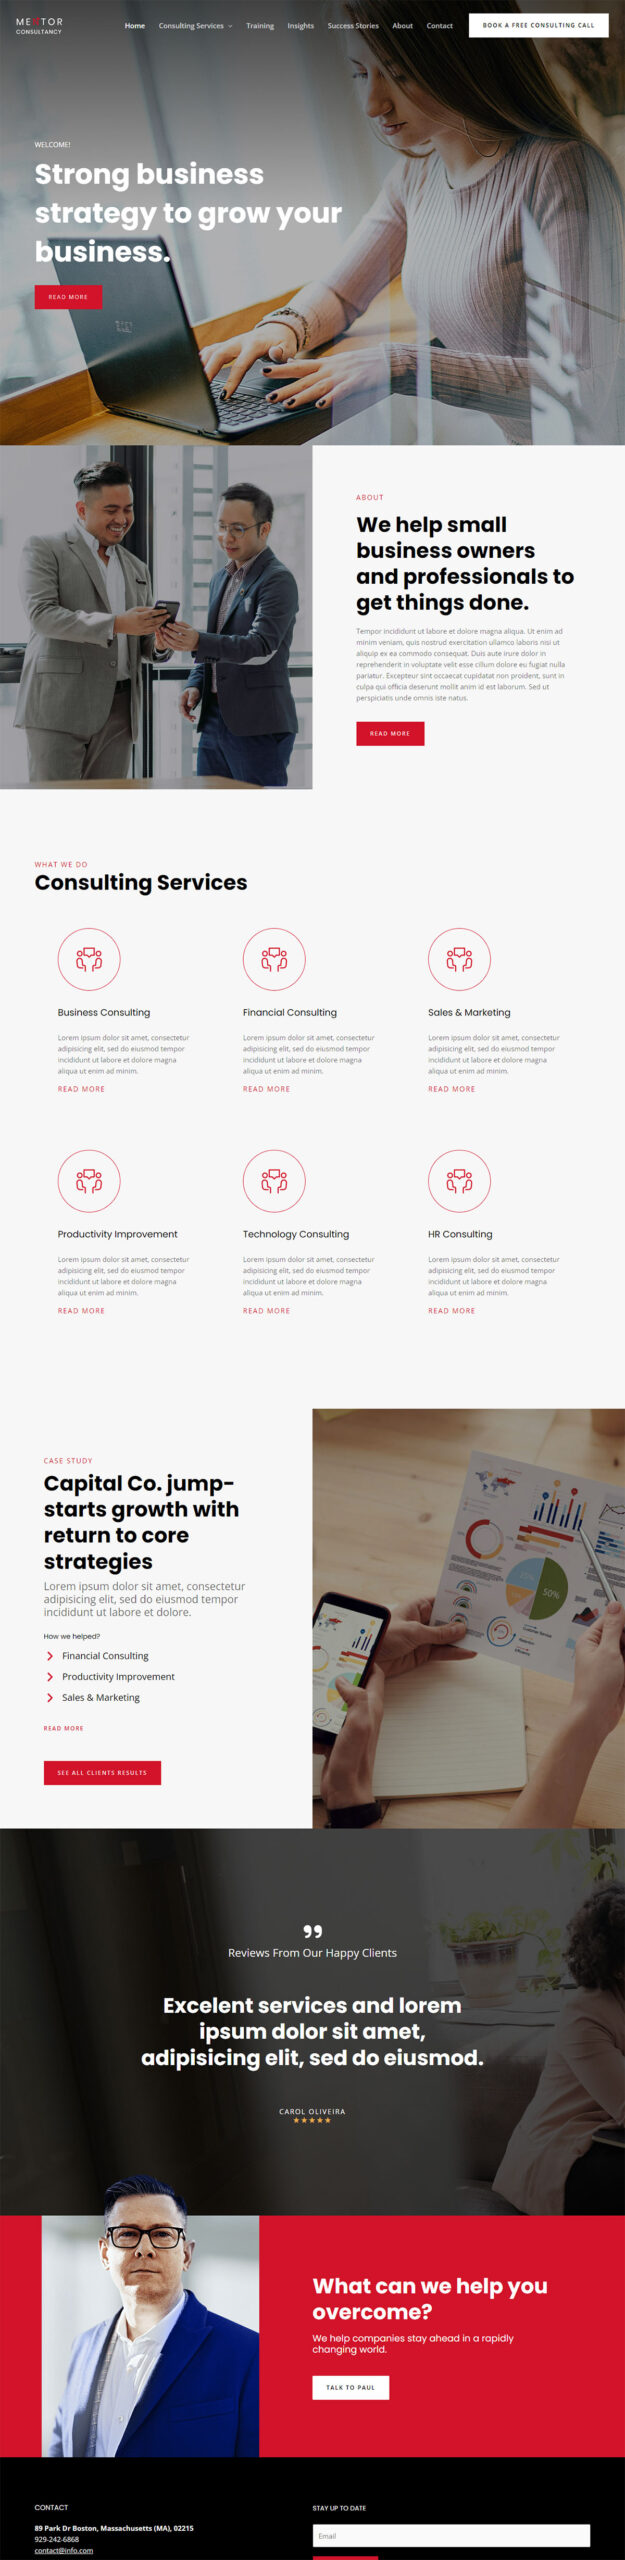 MENTOR
CONSULTANCY
Home Consulting Services Training Insights Success Stories About Contact
BOOK A FREE CONSULTING CALL
WELCOME!
Strong business
strategy to grow your
business.
READ MORE
ABOUT
We help small
business owners
and professionals to
get things done.
Tempor incididunt ut labore et dolore magna aliqua. Ut enim ad
minim veniam, quis nostrud exercitation ullamco laboris nisi ut
aliquip ex ea commodo consequat. Duis aute irure dolor in
reprehenderit in voluptate velit esse cillum dolore eu fugiat nulla
pariatur. Excepteur sint occaecat cupidatat non proident, sunt in
culpa qui officia deserunt mollit anim id est laborum. Sed ut
perspiciatis unde omnis iste natus.
READ MORE
WHAT WE DO
Consulting Services
Business Consulting
Lorem ipsum dolor sit amet, consectetur
adipisicing elit, sed do eiusmod tempor
incididunt ut labore et dolore magna
aliqua ut enim ad minim.
READ MORE
Financial Consulting
Lorem ipsum dolor sit amet, consectetur
adipisicing elit, sed do eiusmod tempor
incididunt ut labore et dolore magna
aliqua ut enim ad minim.
READ MORE
Sales & Marketing
Lorem ipsum dolor sit amet, consectetur
adipisicing elit, sed do eiusmod tempor
incididunt ut labore et dolore magna
aliqua ut enim ad minim.
READ MORE
Productivity Improvement
Lorem ipsum dolor sit amet, consectetur
adipisicing elit, sed do eiusmod tempor
incididunt ut labore et dolore magna
aliqua ut enim ad minim.
READ MORE
Technology Consulting
Lorem ipsum dolor sit amet, consectetur
adipisicing elit, sed do eiusmod tempor
incididunt ut labore et dolore magna
aliqua ut enim ad minim.
READ MORE
HR Consulting
Lorem ipsum dolor sit amet, consectetur
adipisicing elit, sed do eiusmod tempor
incididunt ut labore et dolore magna
aliqua ut enim ad minim.
READ MORE
CASE STUDY
Capital Co. jump-
starts growth with
return to core
strategies
Lorem ipsum dolor sit amet, consectetur
adipisicing elit, sed do eiusmod tempor
incididunt ut labore et dolore.
How we helped?
Financial Consulting
Productivity Improvement
Sales & Marketing
READ MORE
SEE ALL CLIENTS RESULTS
25%
50%
Reviews From Our Happy Clients
Excelent services and lorem
ipsum dolor sit amet,
adipisicing elit, sed do eiusmod.
CAROL OLIVEIRA
What can we help you
overcome?
We help companies stay ahead in a rapidly
changing world.
TALK TO PAUL
CONTACT
89 Park Dr Boston, Massachusetts (MA), 02215
929-242-6868
contact@info.com
STAY UP TO DATE
Email